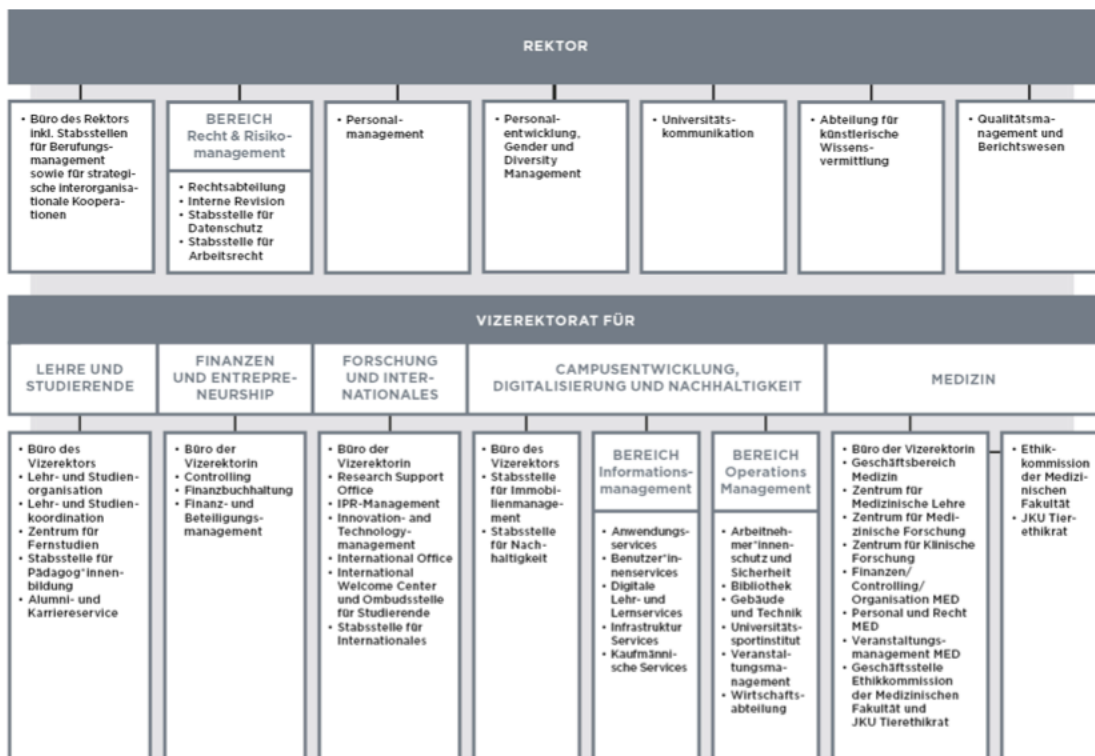 REKTOR
• Büro des Rektors
inkl. Stabsstellen
für Berufungs-
management
sowie für strategi-
sche interorganisa-
tionale Koopera-
tionen
BEREICH
Recht & Risiko-
management
• Rechtsabteilung
• Interne Revision
• Stabsstelle für
Datenschutz
• Stabsstelle für
Arbeitsrecht
• Personal-
management
• Personal-
entwicklung,
Gender und
Diversity
Management
• Universitäts-
kommunikation
• Abteilung für
künstlerische
Wissens-
vermittlung
• Qualitätsma-
nagement und
Berichtswesen
VIZEREKTORAT FÜR
LEHRE UND
STUDIERENDE
• Büro des
Vizerektors
• Lehr- und Studien-
organisation
• Lehr- und Studien-
koordination
• Zentrum für
Fernstudien
• Stabsstelle für
Pädagog*innen-
bildung
• Alumni- und
Karriereservice
FINANZEN
UND ENTREPRE-
NEURSHIP
• Büro der
Vizerektorin
• Controlling
• Finanzbuchhaltung
• Finanz- und
Beteiligungs-
management
FORSCHUNG
UND INTER-
NATIONALES
• Büro der
Vizerektorin
• Research Support
Office
• IPR-Management
• Innovation- and
Technology-
management
• International Office
• International
Welcome Center
und Ombudsstelle
für Studierende
• Stabsstelle für
Internationales
CAMPUSENTWICKLUNG,
DIGITALISIERUNG UND NACHHALTIGKEIT
• Büro des
Vizerektors
• Stabsstelle
für Immobi-
lienmanage-
ment
• Stabsstelle
für Nach-
haltigkeit
BEREICH
Informations-
management
• Anwendungs-
services
• Benutzer*in-
nenservices
• Digitale
Lehr- und
Lernservices
• Infrastruktur
Services
• Kaufmänni-
sche Services
BEREICH
Operations
Management
• Arbeitneh-
mer*innen-
schutz und
Sicherheit
• Bibliothek
• Gebäude
und Technik
• Universitäts-
sportinstitut
• Veranstal-
tungsma-
nagement
• Wirtschafts-
abteilung
MEDIZIN
• Büro der Vizerektorin
• Geschäftsbereich
Medizin
• Zentrum für
Medizinische Lehre
• Zentrum für Medi-
zinische Forschung
• Zentrum für Klinische
Forschung
• Finanzen/
Controlling/
Organisation MED
• Personal und Recht
MED
• Veranstaltungs-
management MED
• Geschäftsstelle
Ethikkommission
der Medizinischen
Fakultät und
JKU Tierethikrat
• Ethik-
kommission
der Medizi-
nischen
Fakultät
• JKU Tier-
ethikrat